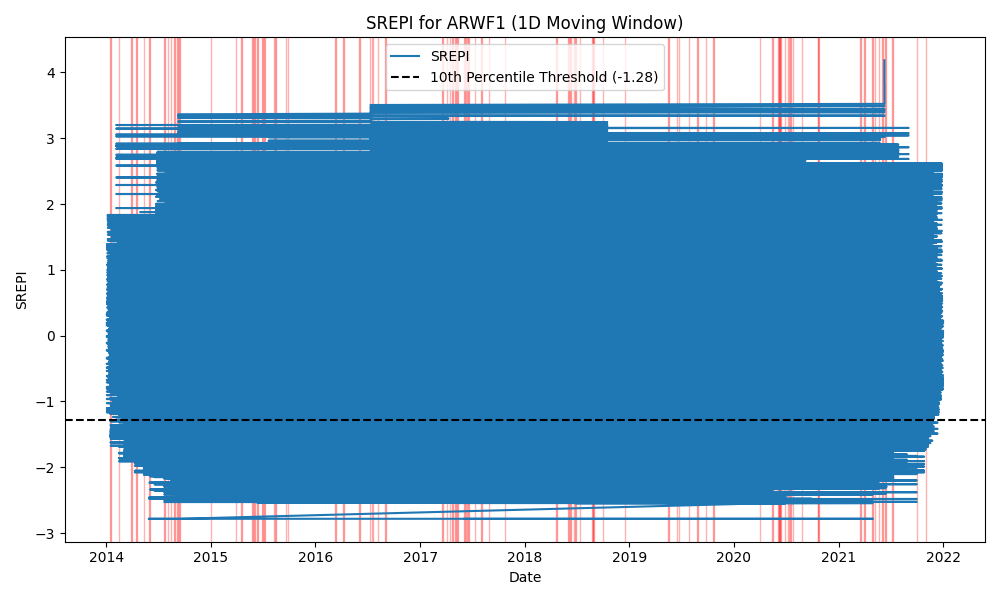 SREPI for ARWF1 (1D Moving Window)
SREPI
10th Percentile Threshold (-1.28)
SREPI
4
3
2
1
0
−1
−2
−3
2014 2015 2016 2017 2018 2019 2020 2021 2022
Date